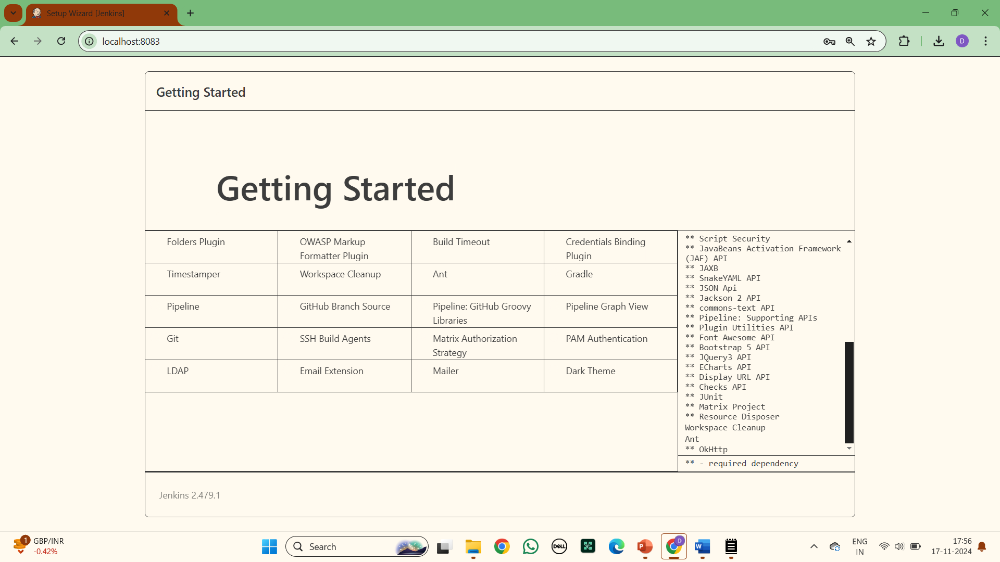 Setup Wizard [Jenkins]
localhost:8083
D
Getting Started
Getting Started
Folders Plugin
OWASP Markup
Formatter Plugin
Build Timeout
Credentials Binding
Plugin
Timestamper
Workspace Cleanup
Ant
Gradle
Pipeline
GitHub Branch Source
Pipeline: GitHub Groovy
Libraries
Pipeline Graph View
Git
SSH Build Agents
Matrix Authorization
Strategy
PAM Authentication
LDAP
Email Extension
Mailer
Dark Theme
** Script Security
** JavaBeans Activation Framework
(JAF) API
** JAXB
** SnakeYAML API
** JSON Api
** Jackson 2 API
** commons-text API
** Pipeline: Supporting APIs
** Plugin Utilities API
** Font Awesome API
** Bootstrap 5 API
** JQuery3 API
** ECharts API
** Display URL API
** Checks API
** JUnit
** Matrix Project
** Resource Disposer
Workspace Cleanup
Ant
** OkHttp
** - required dependency
Jenkins 2.479.1
1
GBP/INR
-0.42%
Search
DELL
P
D
W
ENG
IN
17:56
17-11-2024